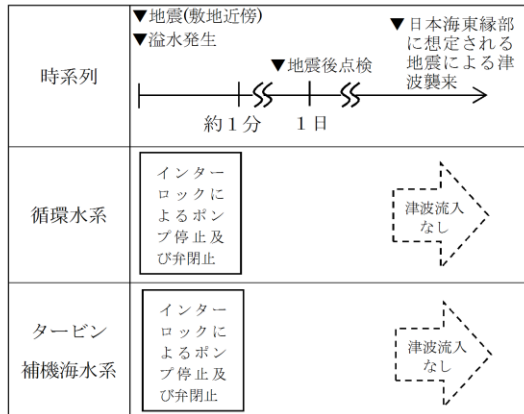 時系列
▼地震(敷地近傍)
▼溢水発生
▼地震後点検
▼日本海東縁部
に想定される
地震による津
波襲来
約1分
1日
循環水系
インター
ロックに
よるポン
プ停止及
び弁閉止
津波流入
なし
タービン
補機海水系
インター
ロックに
よるポン
プ停止及
び弁閉止
津波流入
なし